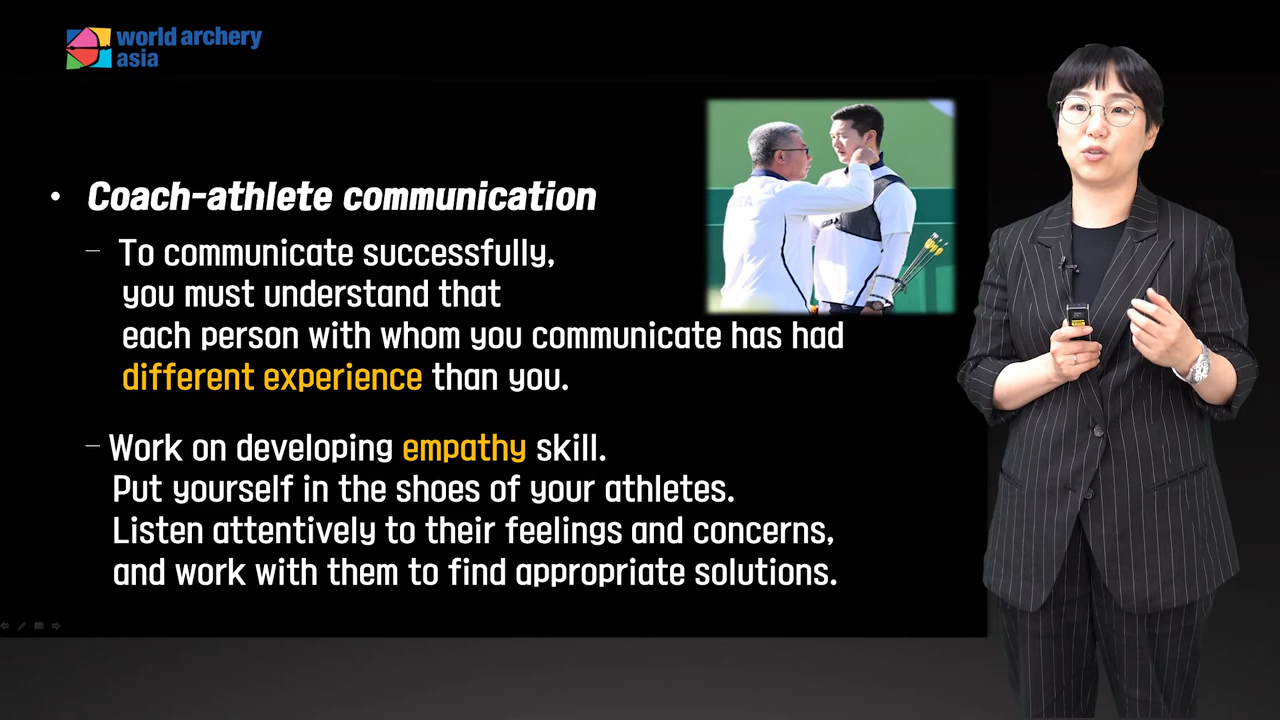 world archery
asia
• Coach-athlete communication
– To communicate successfully,
you must understand that
each person with whom you communicate has had
different experience than you.
– Work on developing empathy skill.
Put yourself in the shoes of your athletes.
Listen attentively to their feelings and concerns,
and work with them to find appropriate solutions.